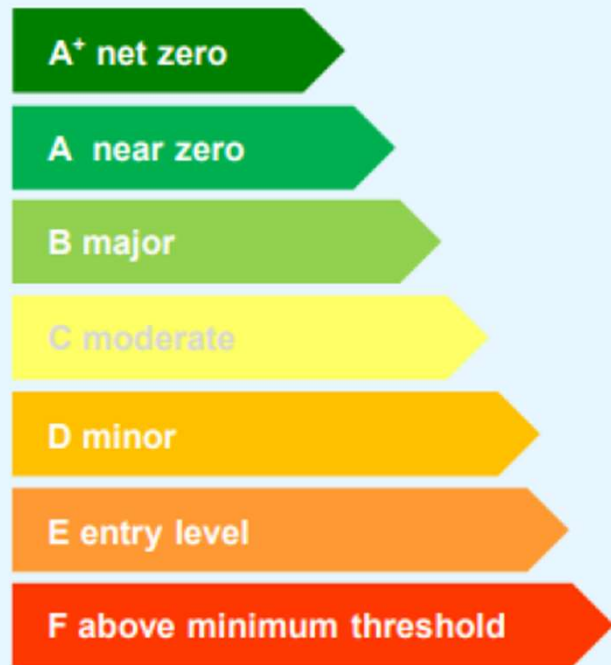 A⁺ net zero
A near zero
B major
C moderate
D minor
E entry level
F above minimum threshold